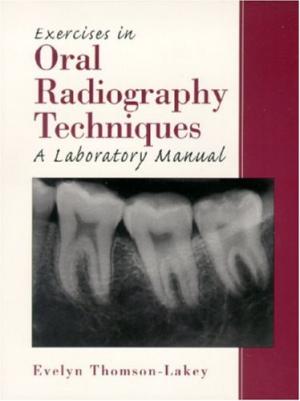 Exercises in
Oral
Radiography
Techniques
A Laboratory Manual
Evelyn Thomson-Lakey